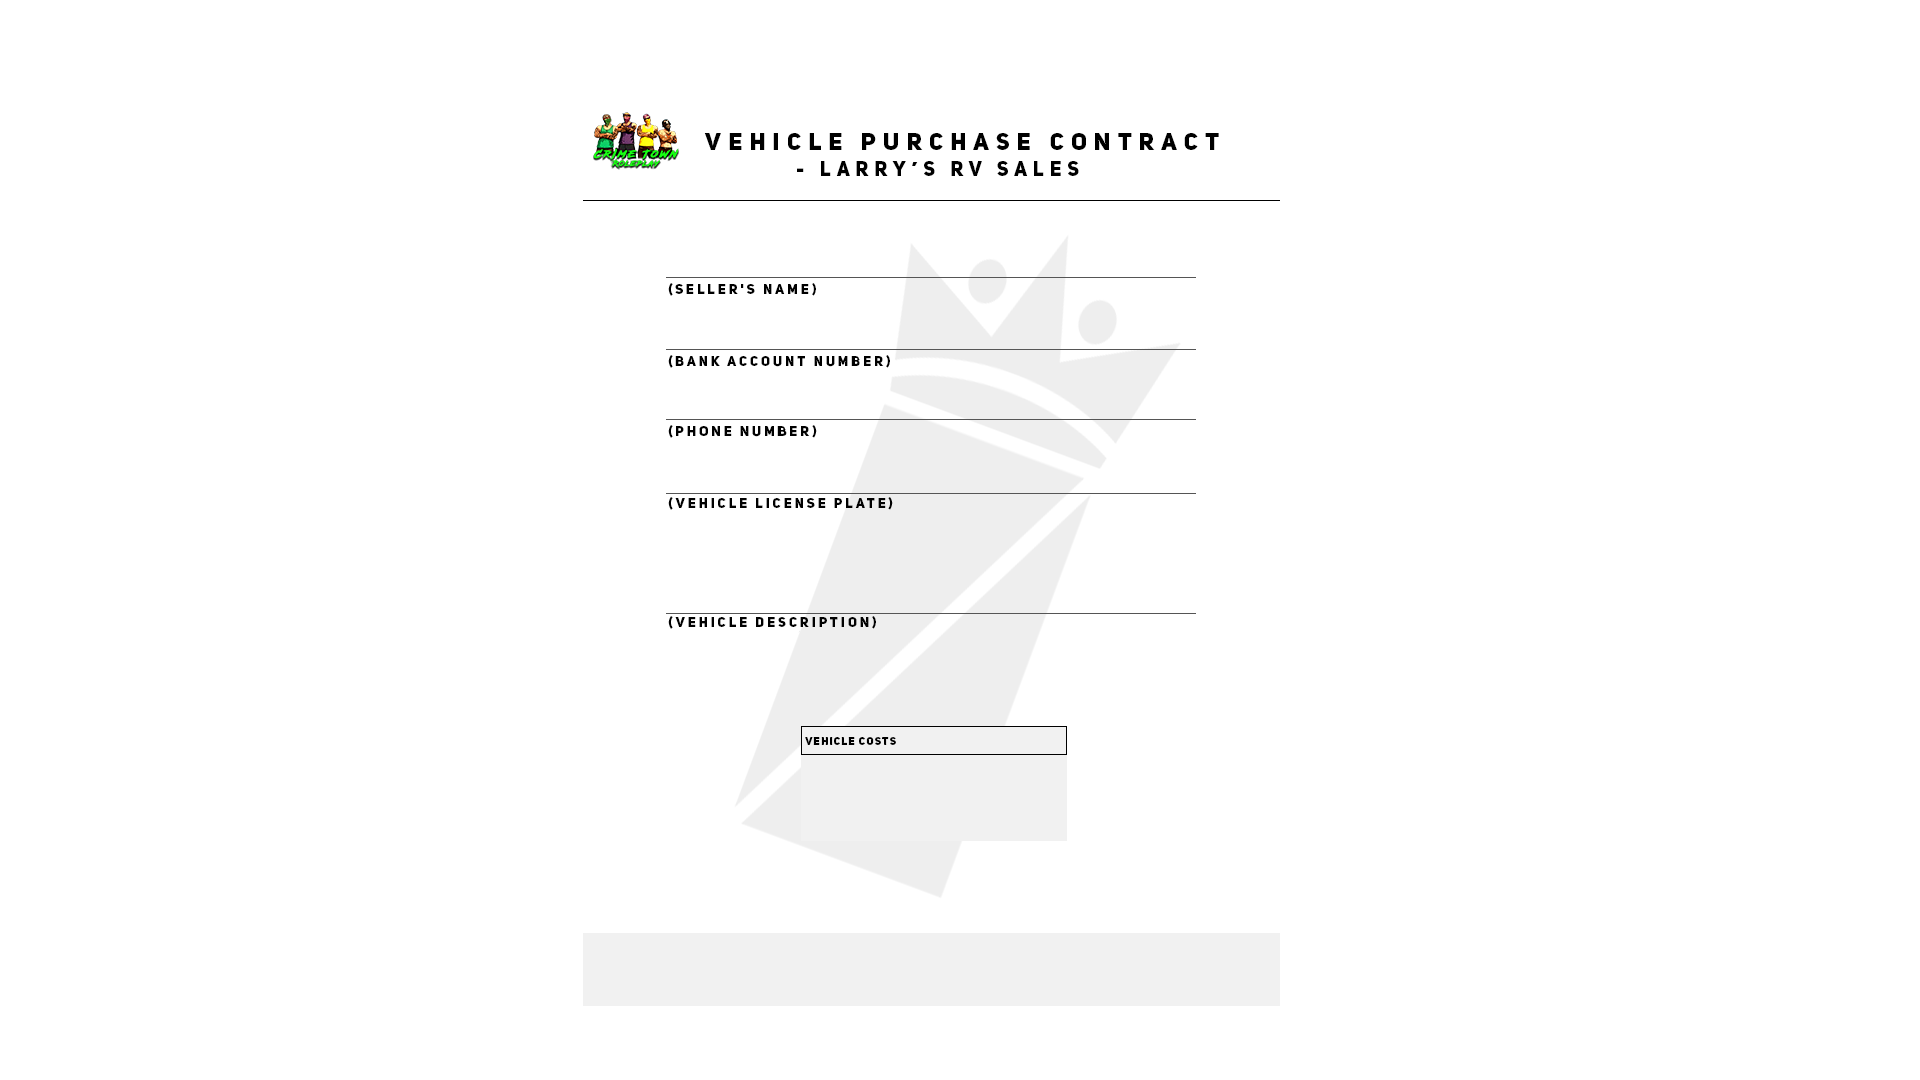 CRIME TOWN
ROLEPLAY
VEHICLE PURCHASE CONTRACT
- LARRY’S RV SALES
(SELLER'S NAME)
(BANK ACCOUNT NUMBER)
(PHONE NUMBER)
(VEHICLE LICENSE PLATE)
(VEHICLE DESCRIPTION)
VEHICLE COSTS